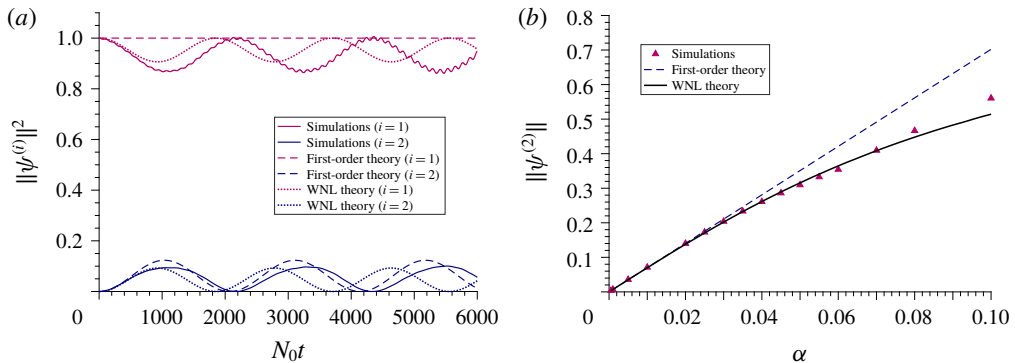 (a)
1.0
0.8
0.6
0.4
0.2
0
1000
2000
3000
4000
5000
6000
N₀t
||ψ⁽ⁱ⁾||²
Simulations (i = 1)
Simulations (i = 2)
First-order theory (i = 1)
First-order theory (i = 2)
WNL theory (i = 1)
WNL theory (i = 2)
(b)
0.8
0.7
0.6
0.5
0.4
0.3
0.2
0.1
0
0.02
0.04
0.06
0.08
0.10
α
||ψ⁽²⁾||
Simulations
First-order theory
WNL theory